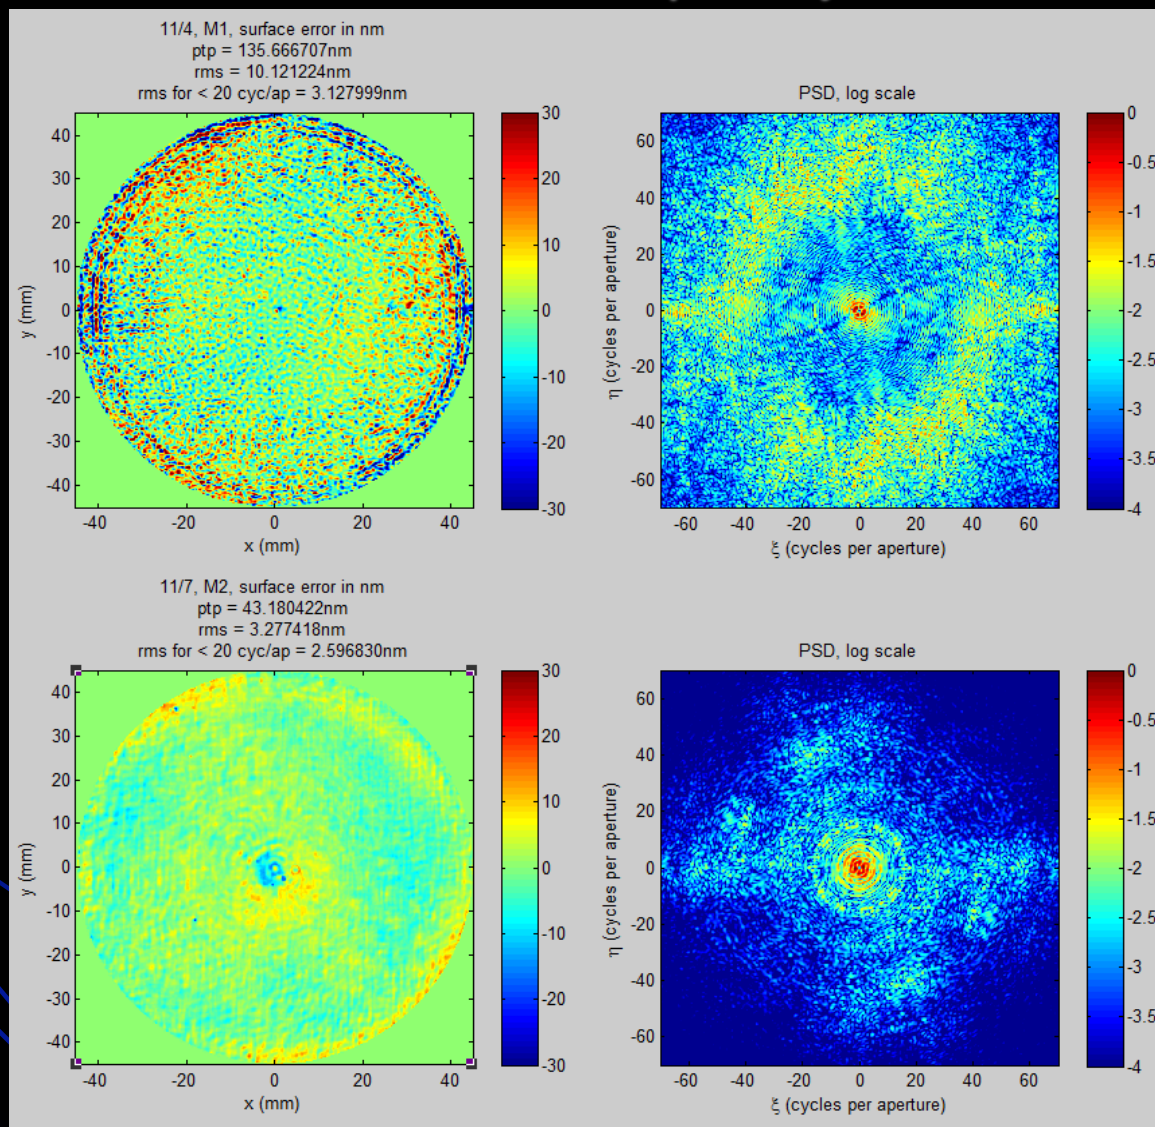 11/4, M1, surface error in nm
ptp = 135.666707nm
rms = 10.121224nm
rms for < 20 cyc/ap = 3.127999nm
40
30
20
10
0
-10
-20
-30
-40
y (mm)
-40 -20 0 20 40
x (mm)
30
20
10
0
-10
-20
-30
PSD, log scale
60
40
20
0
-20
-40
-60
η (cycles per aperture)
-60 -40 -20 0 20 40 60
ξ (cycles per aperture)
0
-0.5
-1
-1.5
-2
-2.5
-3
-3.5
-4
11/7, M2, surface error in nm
ptp = 43.180422nm
rms = 3.277418nm
rms for < 20 cyc/ap = 2.596830nm
40
30
20
10
0
-10
-20
-30
-40
y (mm)
-40 -20 0 20 40
x (mm)
30
20
10
0
-10
-20
-30
PSD, log scale
60
40
20
0
-20
-40
-60
η (cycles per aperture)
-60 -40 -20 0 20 40 60
ξ (cycles per aperture)
0
-0.5
-1
-1.5
-2
-2.5
-3
-3.5
-4